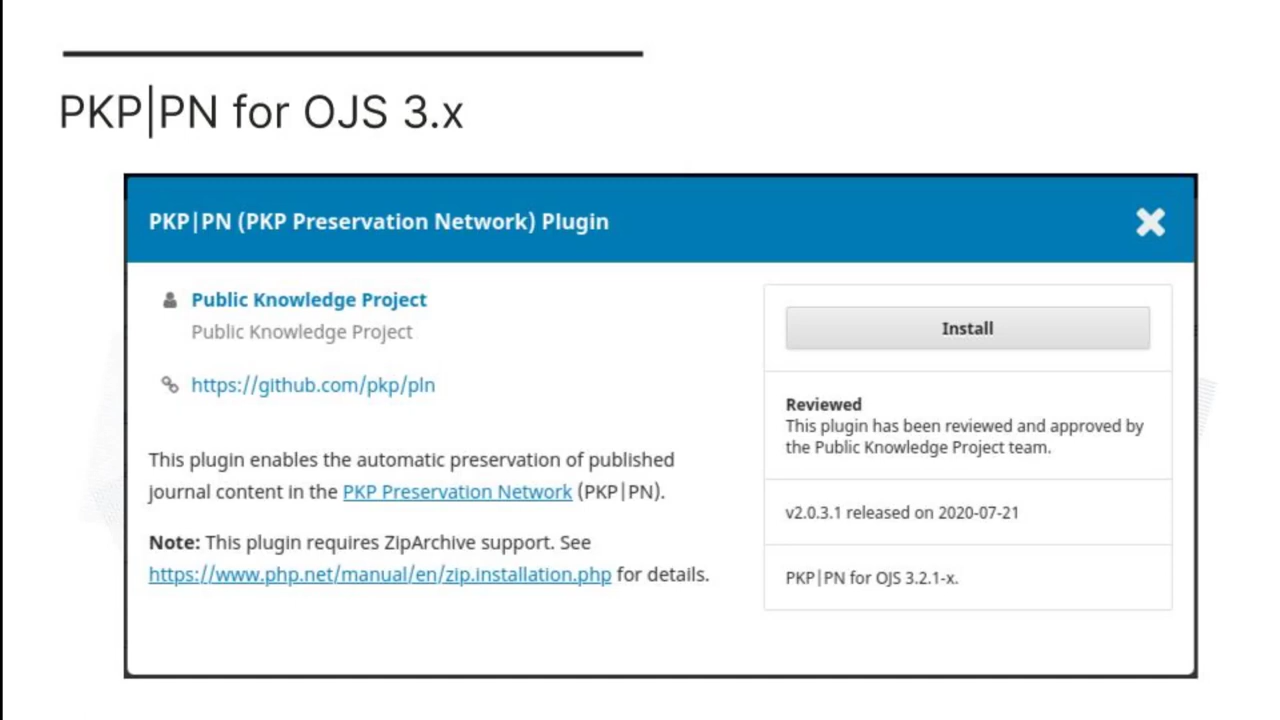 PKP|PN for OJS 3.x
PKP|PN (PKP Preservation Network) Plugin
Public Knowledge Project
Public Knowledge Project
https://github.com/pkp/pln
This plugin enables the automatic preservation of published
journal content in the PKP Preservation Network (PKP|PN).
Note: This plugin requires ZipArchive support. See
https://www.php.net/manual/en/zip.installation.php for details.
Install
Reviewed
This plugin has been reviewed and approved by
the Public Knowledge Project team.
v2.0.3.1 released on 2020-07-21
PKP|PN for OJS 3.2.1-x.